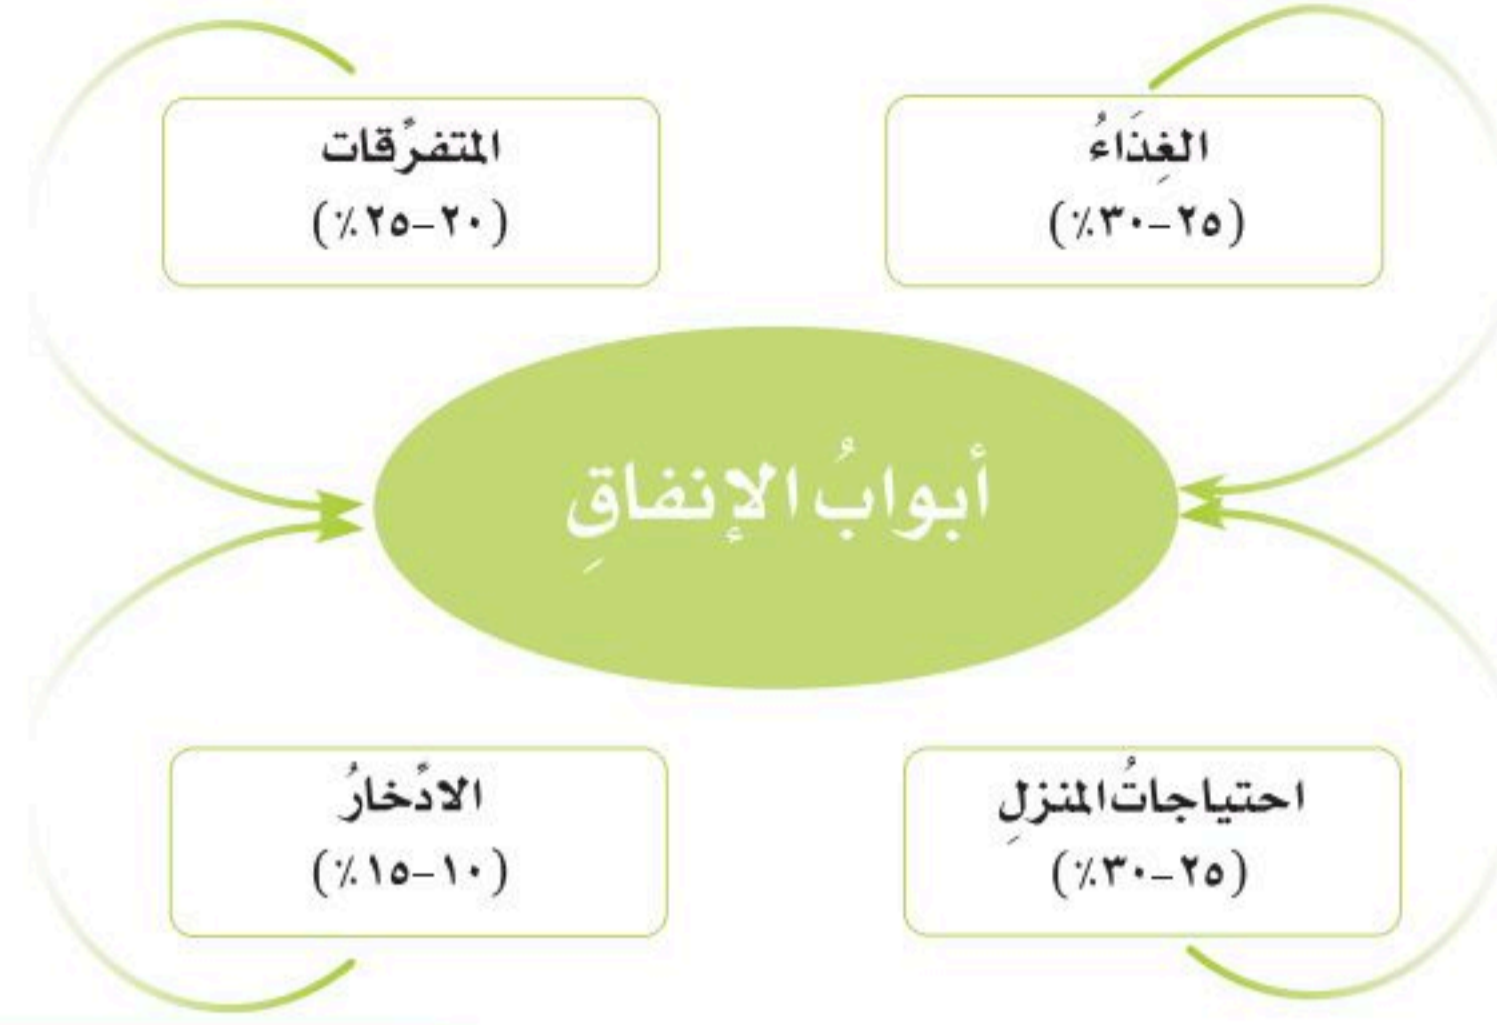 الغِذَاءُ
(٢٥–٣٠٪)
المتفرِّقات
(٢٠–٢٥٪)
أبوابُ الإنفاقِ
احتياجاتُ المنزلِ
(٢٥–٣٠٪)
الادِّخارُ
(١٠–١٥٪)